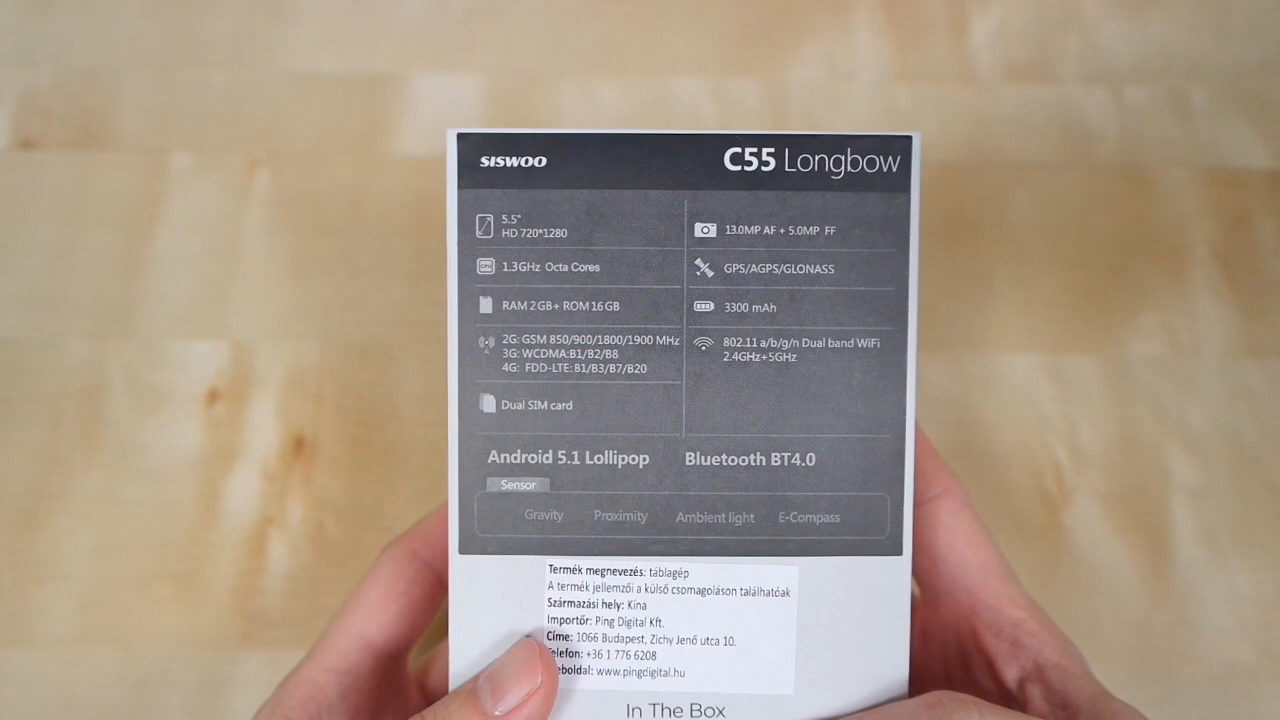 SISWOO
C55 Longbow
5.5"
HD 720*1280
1.3GHz Octa Cores
RAM 2GB+ ROM 16GB
2G: GSM 850/900/1800/1900 MHz
3G: WCDMA:B1/B2/B8
4G: FDD-LTE:B1/B3/B7/B20
Dual SIM card
13.0MP AF + 5.0MP FF
GPS/AGPS/GLONASS
3300 mAh
802.11 a/b/g/n Dual band WiFi
2.4GHz+5GHz
Android 5.1 Lollipop
Bluetooth BT4.0
Sensor
Gravity Proximity Ambient light E-Compass
Termék megnevezés: táblagép
A termék jellemzői a külső csomagoláson találhatóak
Származási hely: Kína
Importőr: Ping Digital Kft.
Címe: 1066 Budapest, Zichy Jenő utca 10.
elefon: +36 1 776 6208
eboldal: www.pingdigital.hu
In The Box